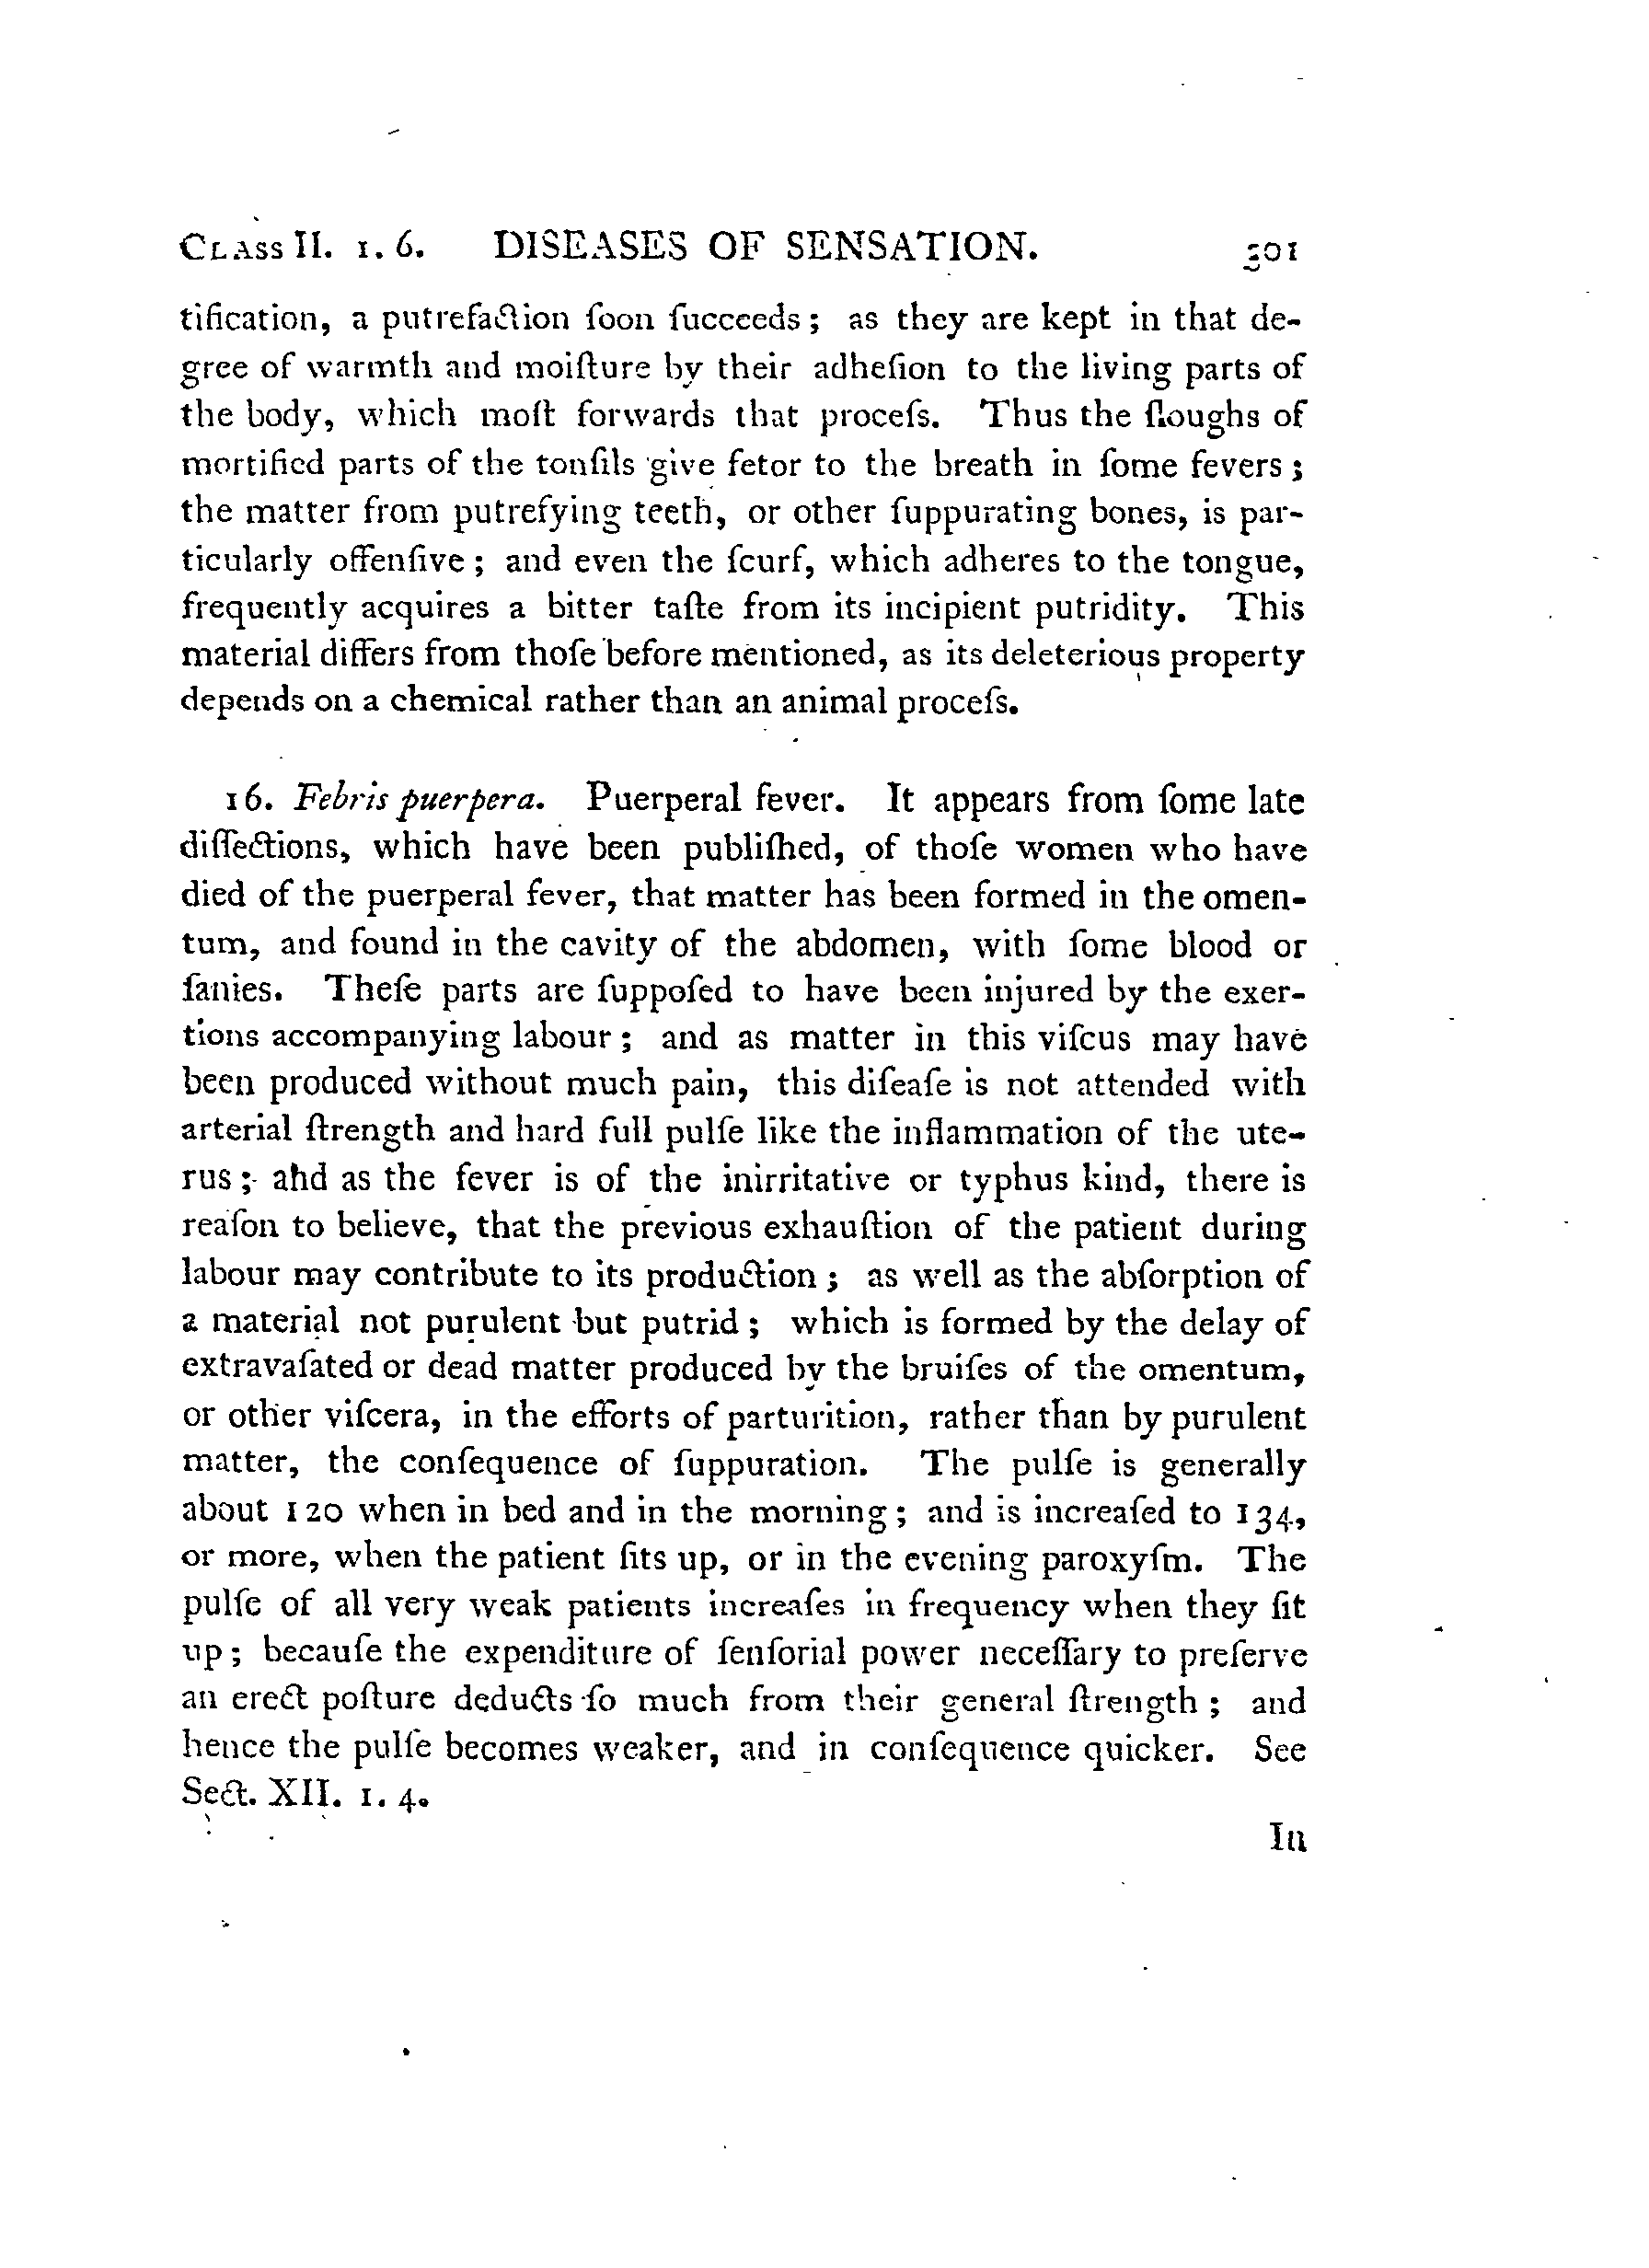 CLASS II. 1. 6. DISEASES OF SENSATION. 301
tification, a putrefaction ſoon ſucceeds; as they are kept in that de-
gree of warmth and moiſture by their adheſion to the living parts of
the body, which moſt forwards that proceſs. Thus the ſloughs of
mortified parts of the tonſils give fetor to the breath in ſome fevers;
the matter from putrefying teeth, or other ſuppurating bones, is par-
ticularly offenſive; and even the ſcurf, which adheres to the tongue,
frequently acquires a bitter taſte from its incipient putridity. This
material differs from thoſe before mentioned, as its deleterious property
depends on a chemical rather than an animal proceſs.
16. Febris puerpera. Puerperal fever. It appears from ſome late
diſſections, which have been publiſhed, of thoſe women who have
died of the puerperal fever, that matter has been formed in the omen-
tum, and found in the cavity of the abdomen, with ſome blood or
ſanies. Theſe parts are ſuppoſed to have been injured by the exer-
tions accompanying labour; and as matter in this viſcus may have
been produced without much pain, this diſeaſe is not attended with
arterial ſtrength and hard full pulſe like the inflammation of the ute-
rus; and as the fever is of the inirritative or typhus kind, there is
reaſon to believe, that the previous exhauſtion of the patient during
labour may contribute to its production; as well as the abſorption of
a material not purulent but putrid; which is formed by the delay of
extravaſated or dead matter produced by the bruiſes of the omentum,
or other viſcera, in the efforts of parturition, rather than by purulent
matter, the conſequence of ſuppuration. The pulſe is generally
about 120 when in bed and in the morning; and is increaſed to 134,
or more, when the patient ſits up, or in the evening paroxyſm. The
pulſe of all very weak patients increaſes in frequency when they ſit
up; becauſe the expenditure of ſenſorial power neceſſary to preſerve
an erect poſture deducts ſo much from their general ſtrength; and
hence the pulſe becomes weaker, and in conſequence quicker. See
Sect. XII. 1. 4.
In